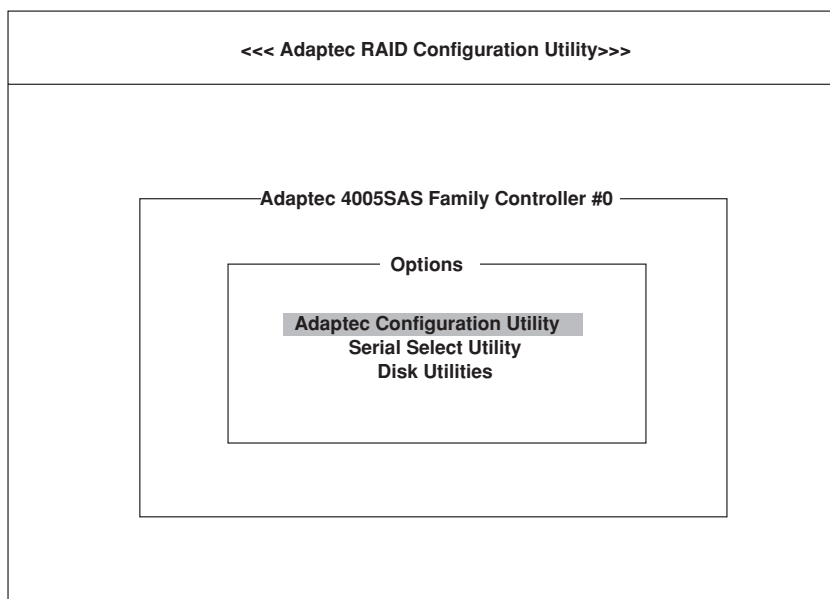 <<< Adaptec RAID Configuration Utility>>>
Adaptec 4005SAS Family Controller #0
Options
Adaptec Configuration Utility
Serial Select Utility
Disk Utilities